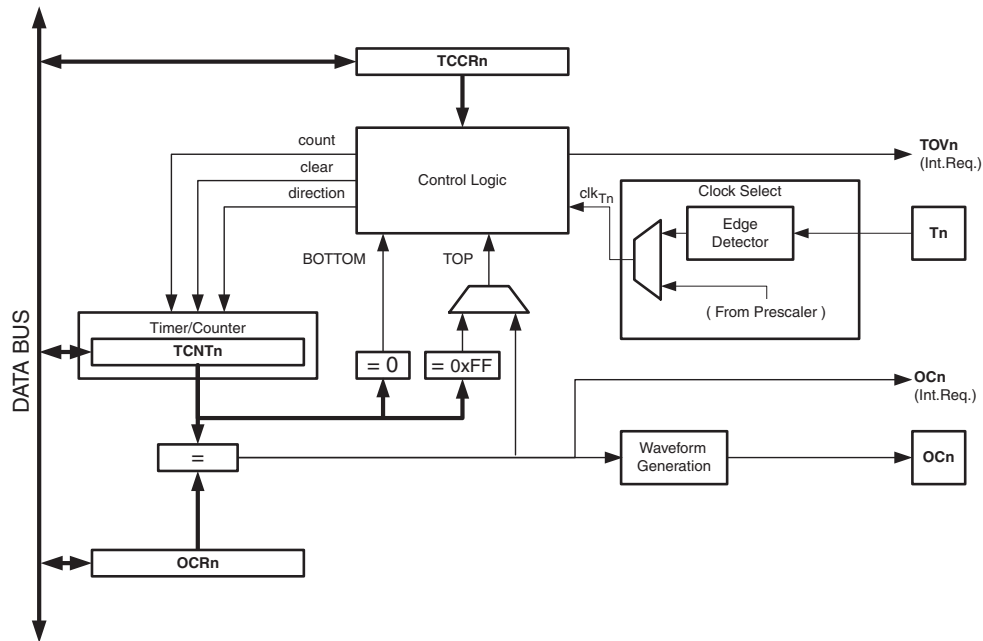 TCCRn
count
clear
direction
Control Logic
TOVn
(Int.Req.)
clkTn
Clock Select
Edge
Detector
Tn
( From Prescaler )
BOTTOM
TOP
DATA BUS
Timer/Counter
TCNTn
= 0
= 0xFF
OCn
(Int.Req.)
=
Waveform
Generation
OCn
OCRn